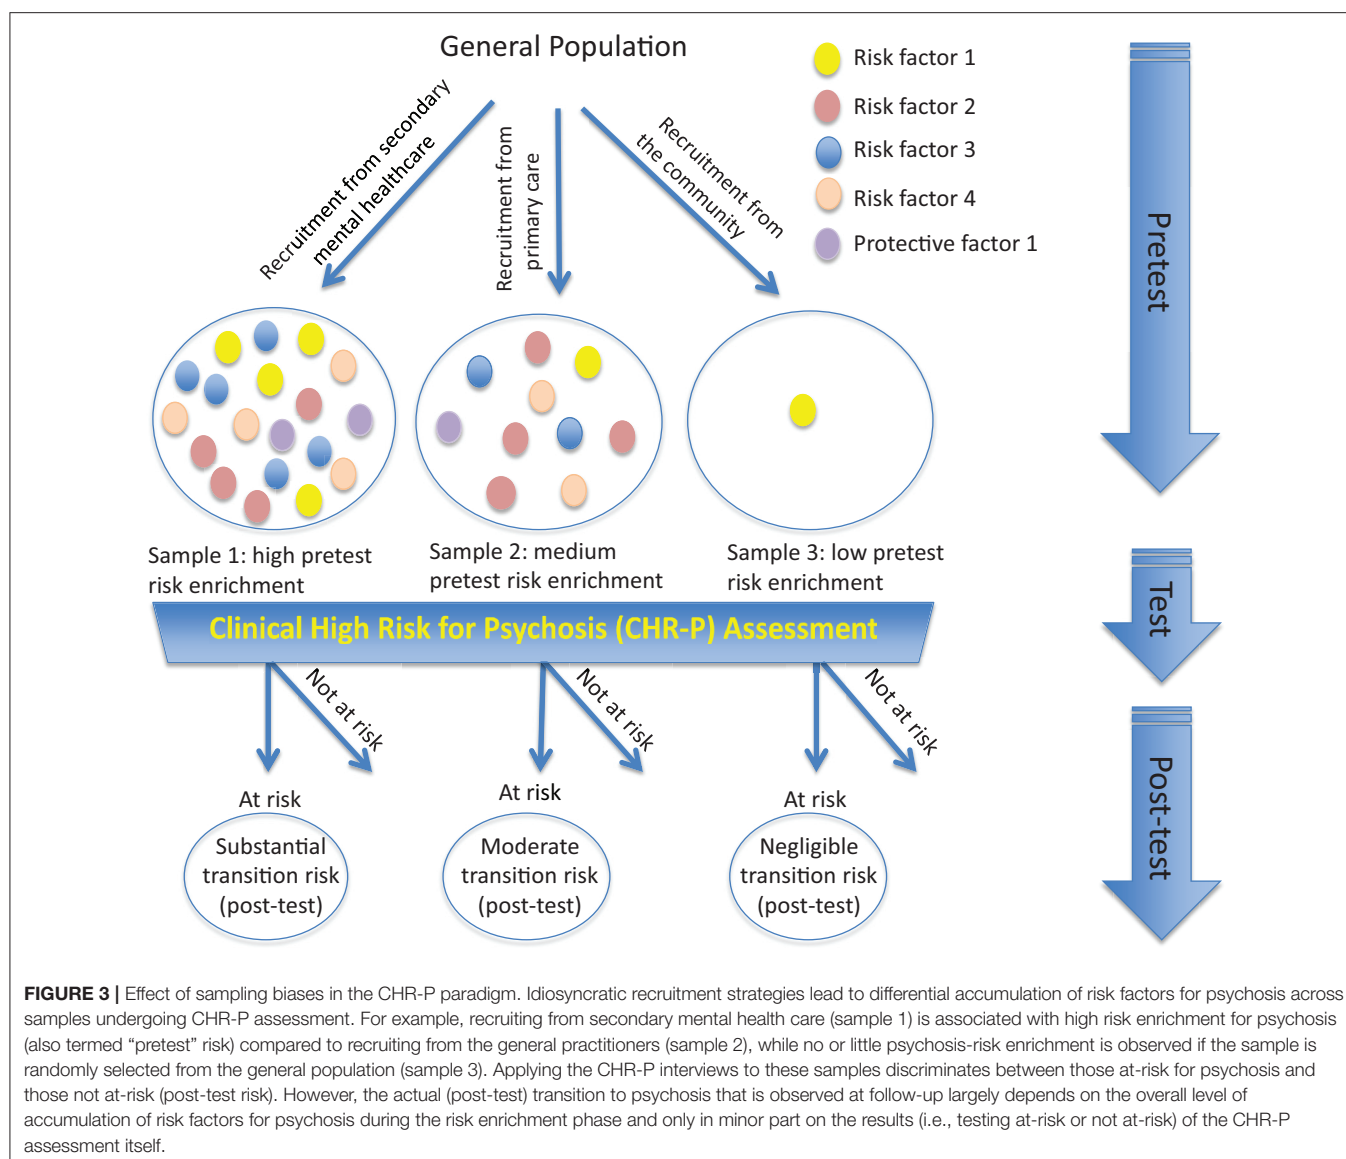 General Population
Risk factor 1
Risk factor 2
Risk factor 3
Risk factor 4
Protective factor 1
Recruitment from secondary
mental healthcare
Recruitment from
primary care
Recruitment from
the community
Pretest
Sample 1: high pretest
risk enrichment
Sample 2: medium
pretest risk enrichment
Sample 3: low pretest
risk enrichment
Clinical High Risk for Psychosis (CHR-P) Assessment
Test
Not at risk
Not at risk
Not at risk
At risk
At risk
At risk
Substantial
transition risk
(post-test)
Moderate
transition risk
(post-test)
Negligible
transition risk
(post-test)
Post-test
FIGURE 3 | Effect of sampling biases in the CHR-P paradigm. Idiosyncratic recruitment strategies lead to differential accumulation of risk factors for psychosis across
samples undergoing CHR-P assessment. For example, recruiting from secondary mental health care (sample 1) is associated with high risk enrichment for psychosis
(also termed “pretest” risk) compared to recruiting from the general practitioners (sample 2), while no or little psychosis-risk enrichment is observed if the sample is
randomly selected from the general population (sample 3). Applying the CHR-P interviews to these samples discriminates between those at-risk for psychosis and
those not at-risk (post-test risk). However, the actual (post-test) transition to psychosis that is observed at follow-up largely depends on the overall level of
accumulation of risk factors for psychosis during the risk enrichment phase and only in minor part on the results (i.e., testing at-risk or not at-risk) of the CHR-P
assessment itself.